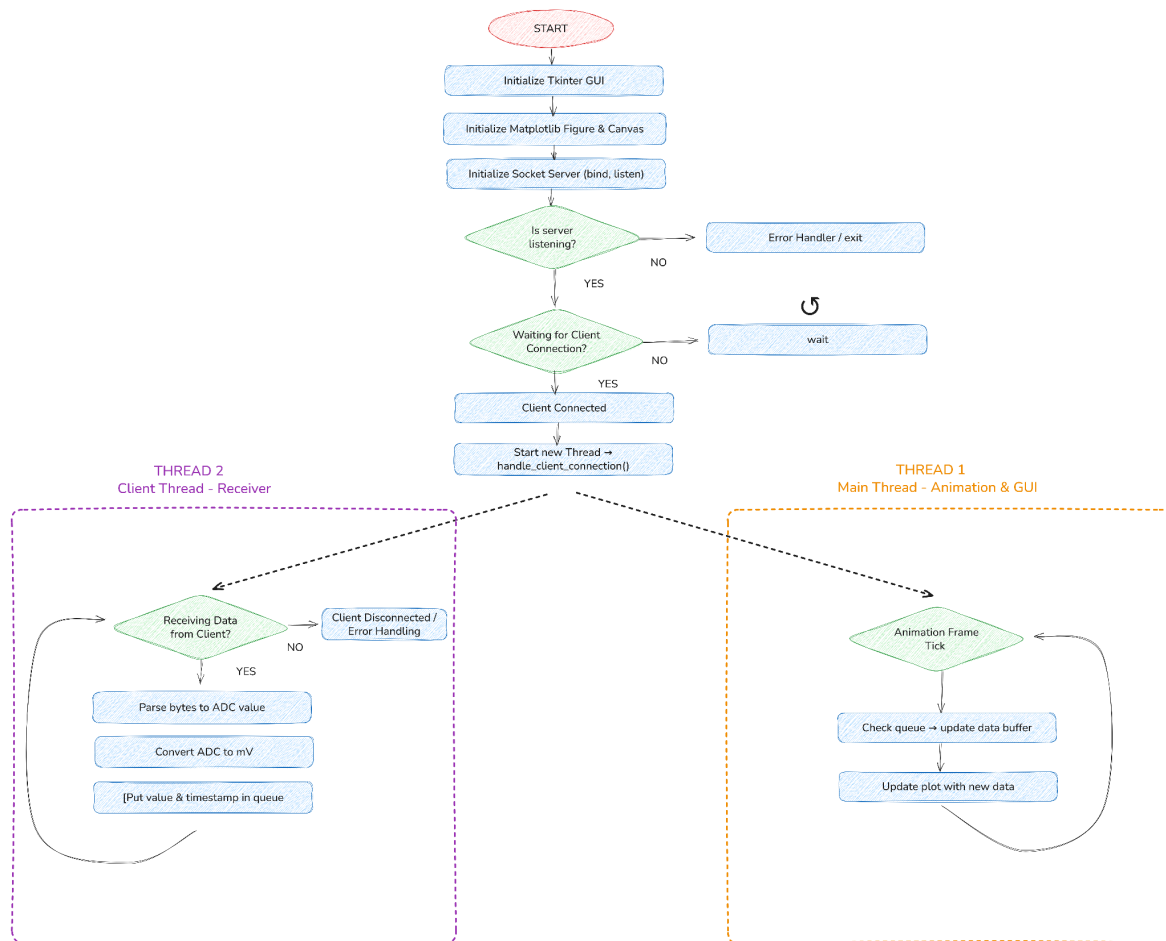 START
Initialize Tkinter GUI
Initialize Matplotlib Figure & Canvas
Initialize Socket Server (bind, listen)
Is server
listening?
Error Handler / exit
NO
YES
Waiting for Client
Connection?
wait
NO
YES
Client Connected
Start new Thread →
handle_client_connection()
THREAD 2
Client Thread - Receiver
THREAD 1
Main Thread - Animation & GUI
Receiving Data
from Client?
Client Disconnected /
Error Handling
NO
YES
Parse bytes to ADC value
Convert ADC to mV
[Put value & timestamp in queue
Animation Frame
Tick
Check queue → update data buffer
Update plot with new data